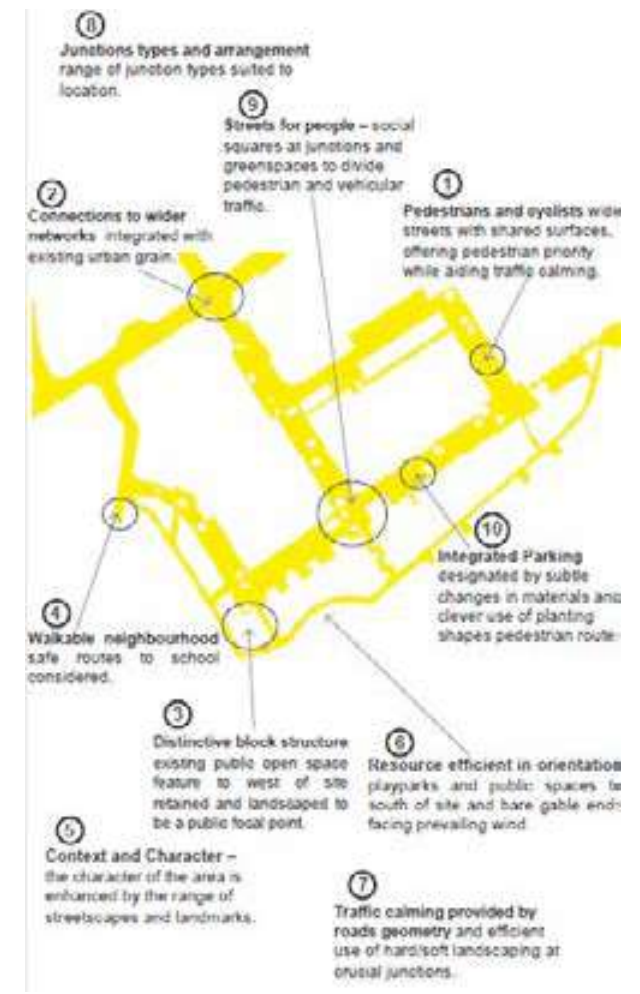 8
Junctions types and arrangement
range of junction types suited to
location.
9
Streets for people – social
squares at junctions and
greenspaces to divide
pedestrian and vehicular
traffic.
2
Connections to wider
networks integrated with
existing urban grain.
1
Pedestrians and cyclists wide
streets with shared surfaces,
offering pedestrian priority
while aiding traffic calming.
10
Integrated Parking
designated by subtle
changes in materials and
clever use of planting
shapes pedestrian route
4
Walkable neighbourhood
safe routes to school
considered.
3
Distinctive block structure
existing public open space
feature to west of site
retained and landscaped to
be a public focal point.
6
Resource efficient in orientation
playparks and public spaces
south of site and bare gable ends
facing prevailing wind
5
Context and Character –
the character of the area is
enhanced by the range of
streetscapes and landmarks.
7
Traffic calming provided by
roads geometry and efficient
use of hard/soft landscaping at
crucial junctions.